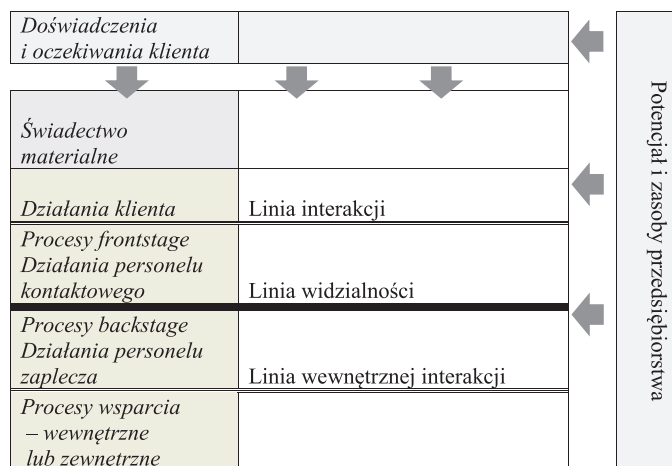 Doświadczenia
i oczekiwania klienta
Świadectwo
materialne
Działania klienta
Linia interakcji
Procesy frontstage
Działania personelu
kontaktowego
Linia widzialności
Procesy backstage
Działania personelu
zaplecza
Linia wewnętrznej interakcji
Procesy wsparcia
– wewnętrzne
lub zewnętrzne
Potencjał i zasoby przedsiębiorstwa